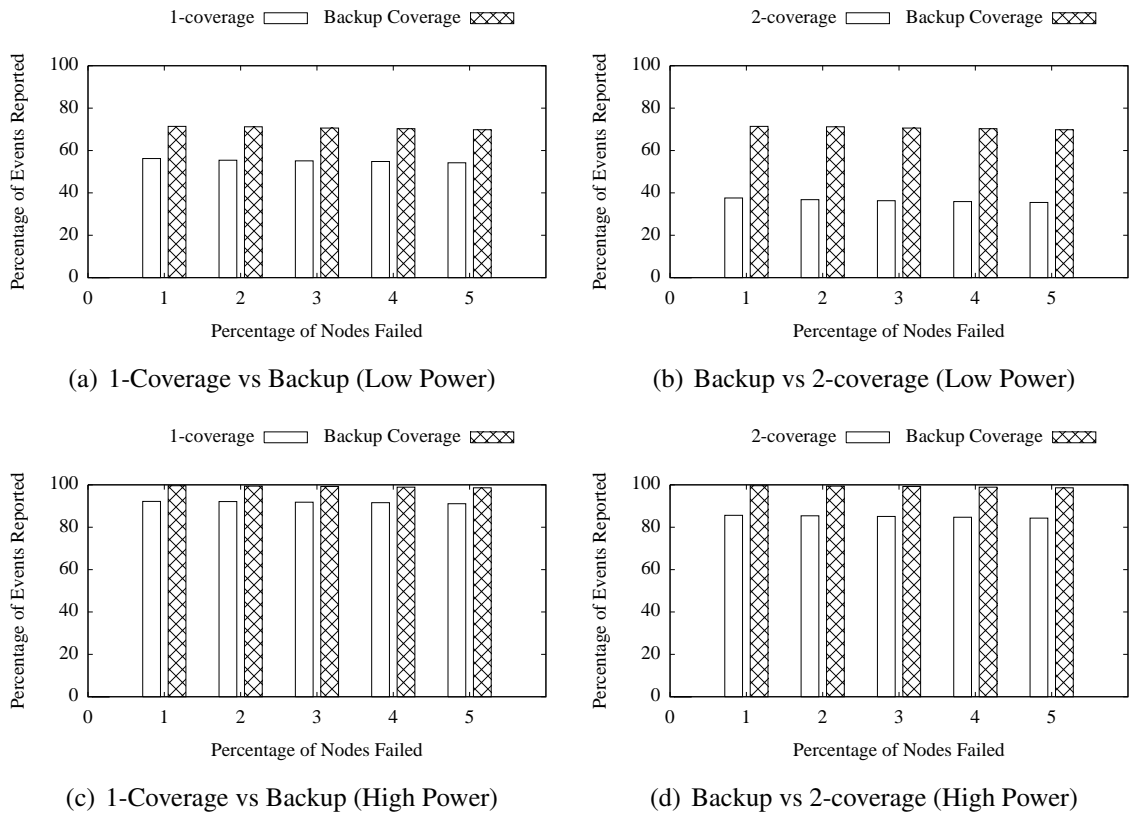 1-coverage Backup Coverage
2-coverage Backup Coverage
Percentage of Events Reported
100
80
60
40
20
0
0 1 2 3 4 5
Percentage of Nodes Failed
Percentage of Events Reported
100
80
60
40
20
0
0 1 2 3 4 5
Percentage of Nodes Failed
(a) 1-Coverage vs Backup (Low Power)
(b) Backup vs 2-coverage (Low Power)
1-coverage Backup Coverage
2-coverage Backup Coverage
Percentage of Events Reported
100
80
60
40
20
0
0 1 2 3 4 5
Percentage of Nodes Failed
Percentage of Events Reported
100
80
60
40
20
0
0 1 2 3 4 5
Percentage of Nodes Failed
(c) 1-Coverage vs Backup (High Power)
(d) Backup vs 2-coverage (High Power)